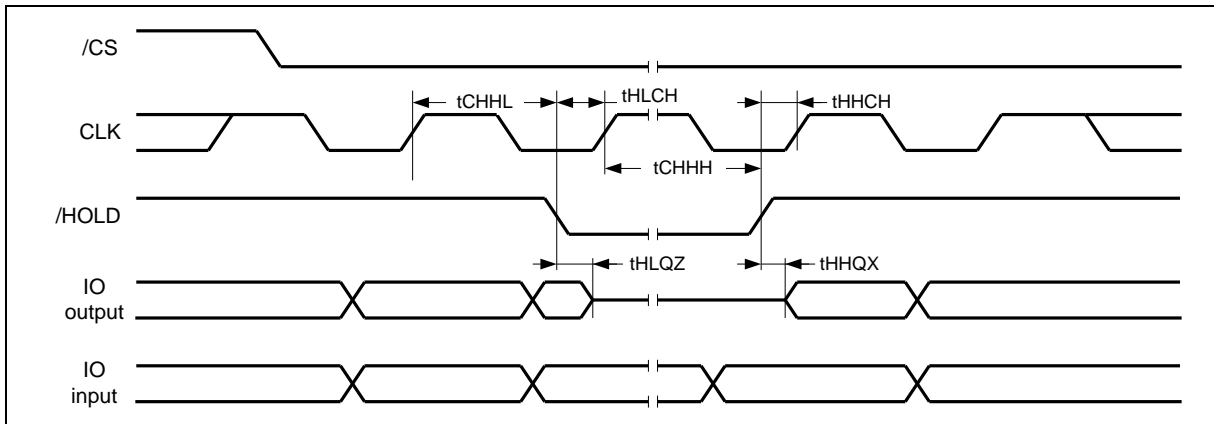 /CS
tCHHL
tHLCH
tHHCH
CLK
tCHHH
/HOLD
tHLQZ
tHHQX
IO
output
IO
input